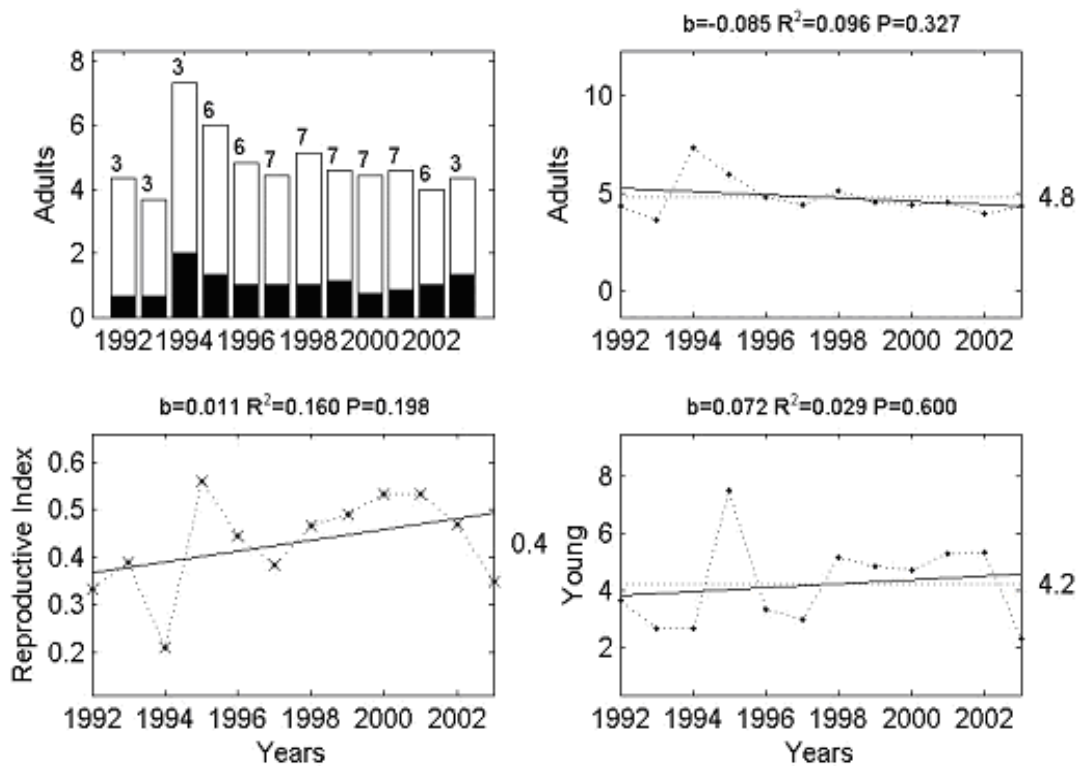 b=-0.085 R²=0.096 P=0.327
8
6
4
2
0
Adults
3
3
3
6
6
7
7
7
7
7
6
3
1992 1994 1996 1998 2000 2002
10
5
0
Adults
4.8
1992 1994 1996 1998 2000 2002
b=0.011 R²=0.160 P=0.198
0.6
0.5
0.4
0.3
0.2
Reproductive Index
0.4
1992 1994 1996 1998 2000 2002
Years
b=0.072 R²=0.029 P=0.600
8
6
4
2
Young
4.2
1992 1994 1996 1998 2000 2002
Years